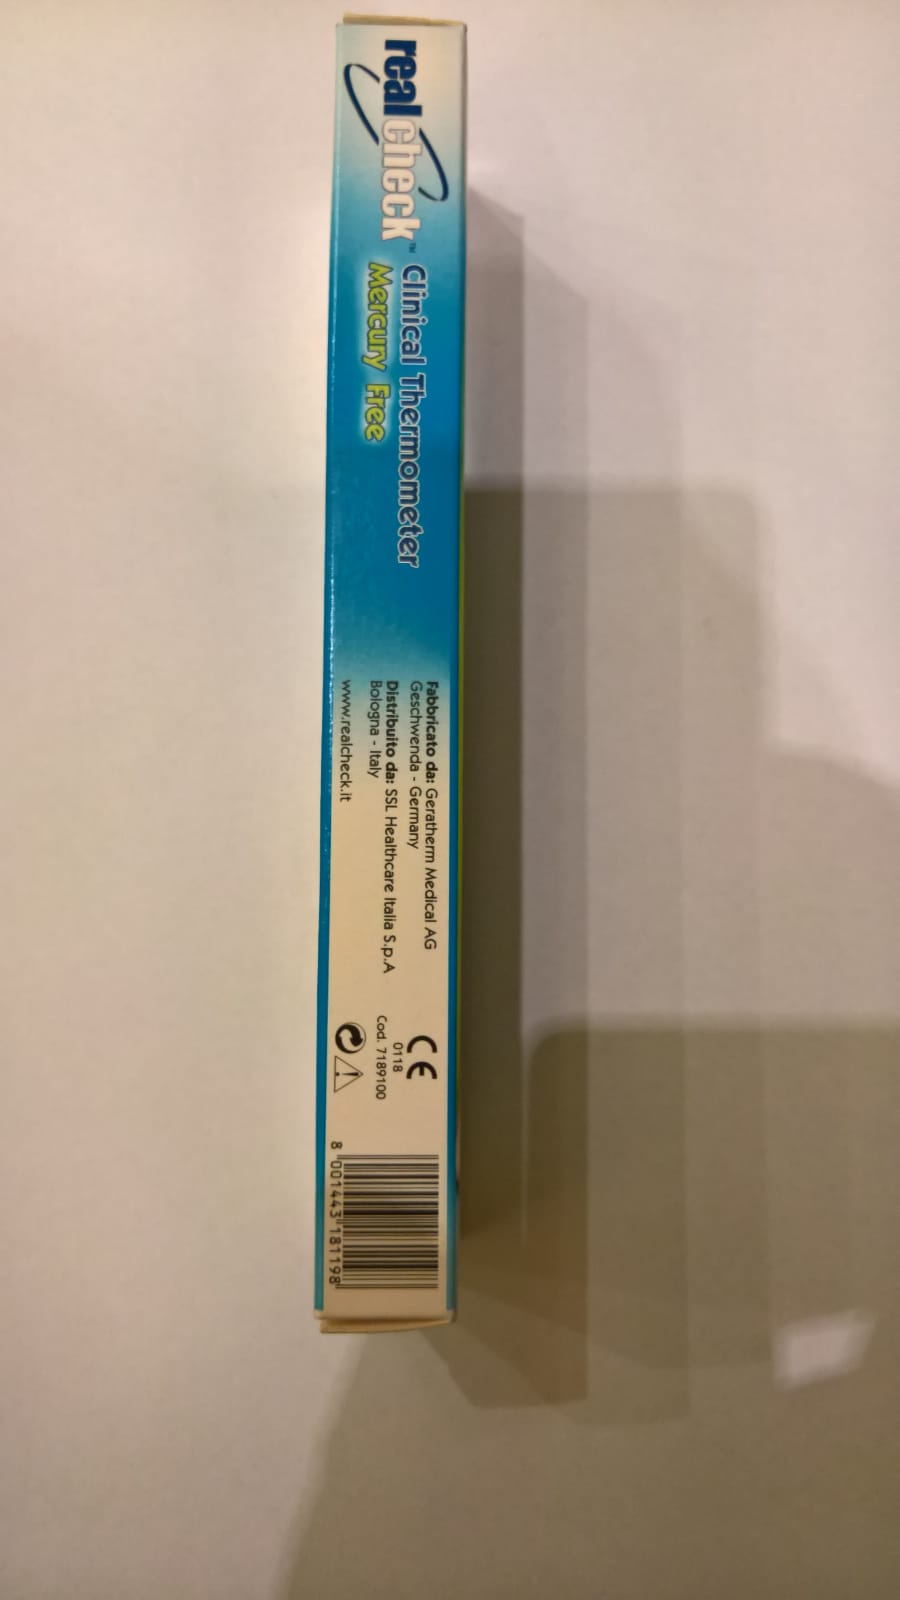 realcheck™
Clinical Thermometer
Mercury Free
Fabbricato da: Geratherm Medical AG
Geschwenda - Germany
Distribuito da: SSL Healthcare Italia S.p.A
Bologna - Italy
www.realcheck.it
CE
0118
Cod. 7189100
8 001443 181198